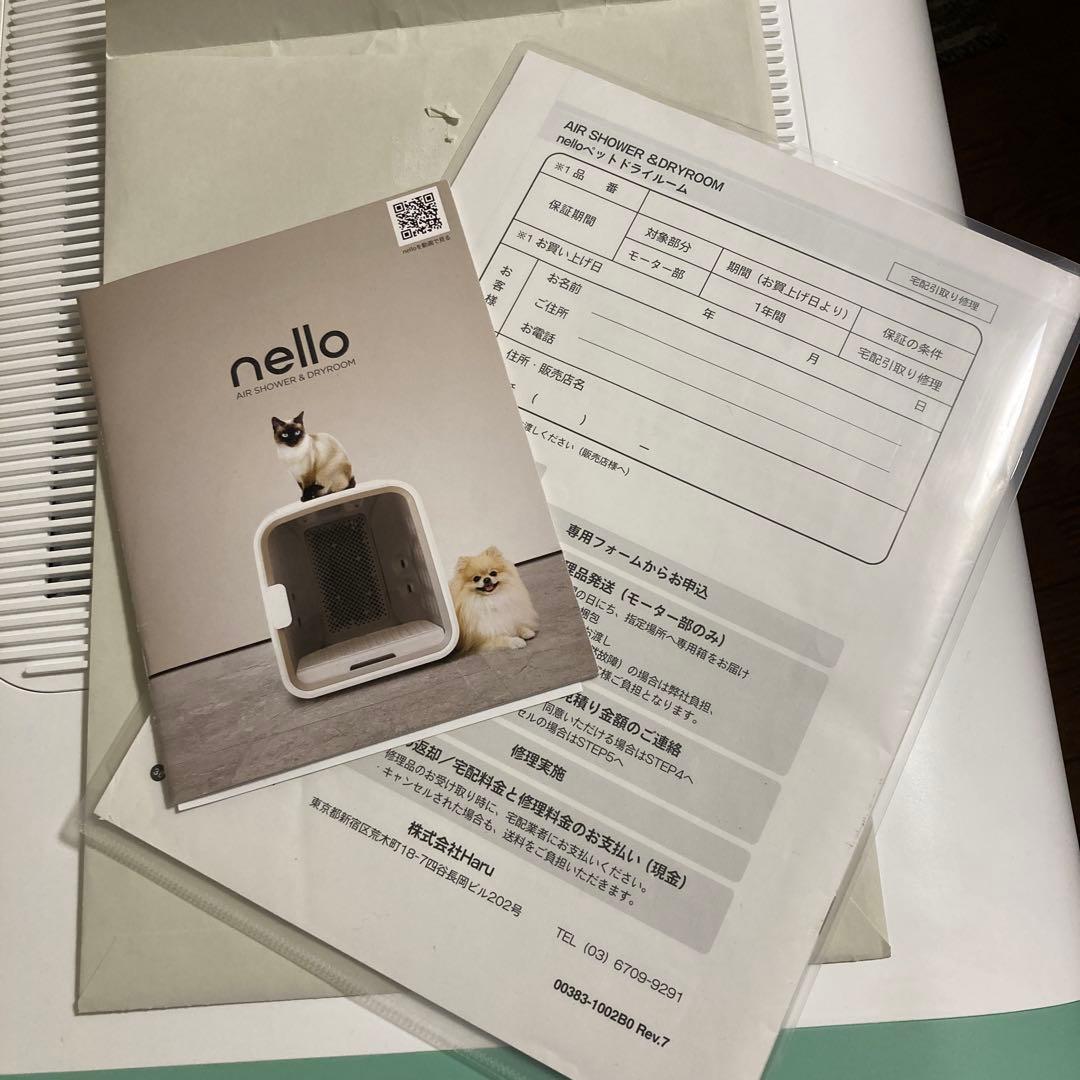 nelloを動画で見る
nello
AIR SHOWER & DRYROOM
AIR SHOWER &DRYROOM
nelloペットドライルーム
宅配引取り修理
※1 品 番
保証期間
対象部分
期間（お買上げ日より）
保証の条件
モーター部
1年間
宅配引取り修理
※1 お買い上げ日
年 月 日
お客様
お名前
ご住所
お電話
住所・販売店名
( ) ー
渡しください（販売店様へ）
専用フォームからお申込
理品発送（モーター部のみ）
の日にち、指定場所へ専用箱をお届け
梱包
お渡し
故障）の場合は弊社負担、
様ご負担となります。
見積り金額のご連絡
同意いただける場合はSTEP4へ
セルの場合はSTEP5へ
修理実施
返却／宅配料金と修理料金のお支払い（現金）
修理品のお受け取り時に、宅配業者にお支払いください。
キャンセルされた場合も、送料をご負担いただきます。
株式会社Haru
東京都新宿区荒木町18-7四谷長岡ビル202号
TEL（03）6709-9291
00383-1002B0 Rev.7